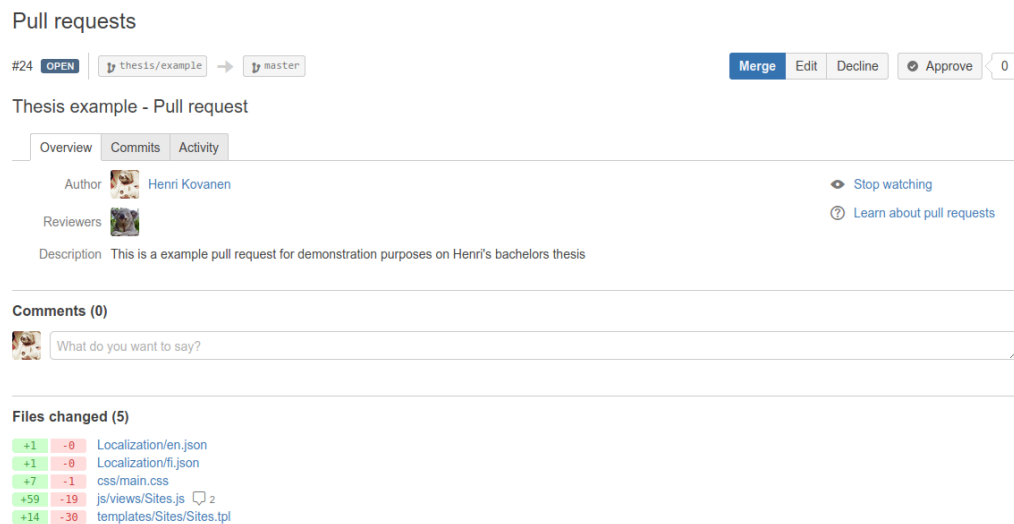 Pull requests
#24 OPEN thesis/example master Merge Edit Decline Approve 0
Thesis example - Pull request
Overview Commits Activity
Author Henri Kovanen Stop watching
Reviewers Learn about pull requests
Description This is a example pull request for demonstration purposes on Henri's bachelors thesis
Comments (0)
What do you want to say?
Files changed (5)
+1 -0 Localization/en.json
+1 -0 Localization/fi.json
+7 -1 css/main.css
+59 -19 js/views/Sites.js 2
+14 -30 templates/Sites/Sites.tpl